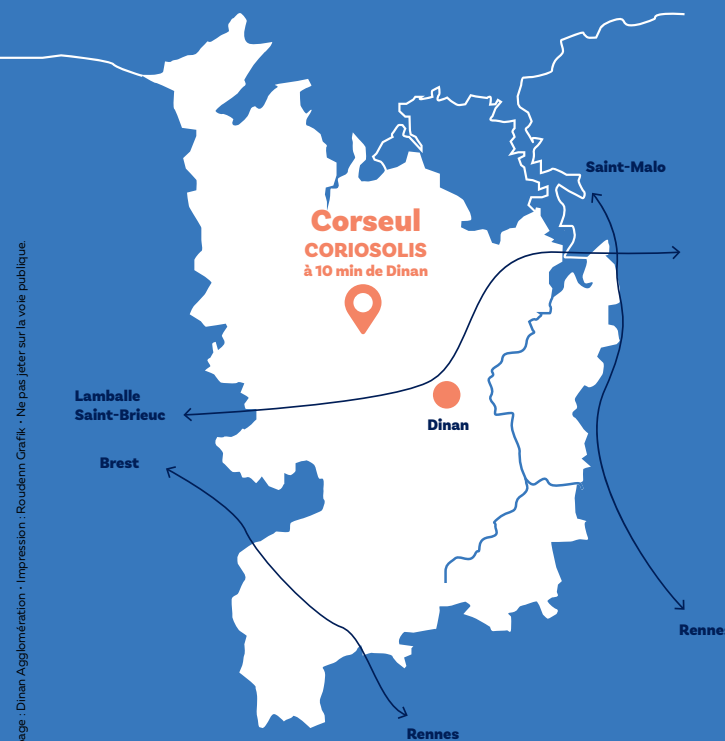 Saint-Malo
Corseul
CORIOSOLIS
à 10 min de Dinan
Lamballe
Saint-Brieuc
Dinan
Brest
Rennes
age : Dinan Agglomération • Impression : Roudenn Grafik • Ne pas jeter sur la voie publique.